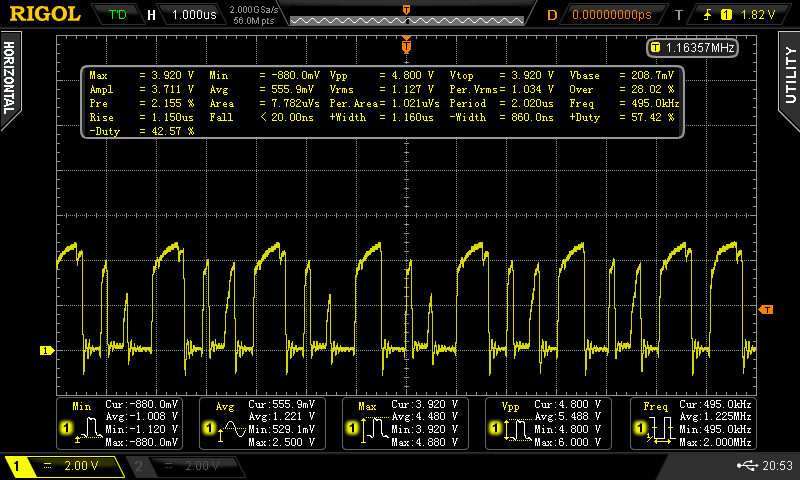 RIGOL T'D H 1.000us 2.000GSa/s 56.0M pts D 0.00000000ps T 1 1.82 V
T
T 1.16357MHz
HORIZONTAL
UTILITY
Max = 3.920 V Min = -880.0mV Vpp = 4.800 V Vtop = 3.920 V Vbase = 208.7mV
Ampl = 3.711 V Avg = 555.9mV Vrms = 1.127 V Per.Vrms= 1.034 V Over = 28.02 %
Pre = 2.155 % Area = 7.782uVs Per.Area= 1.021uVs Period = 2.020us Freq = 495.0kHz
Rise = 1.150us Fall < 20.00ns +Width = 1.160us -Width = 860.0ns +Duty = 57.42 %
-Duty = 42.57 %
T
1
Min Cur:-880.0mV
Avg:-1.008 V
1 Min:-1.120 V
Max:-880.0mV
Avg Cur:555.9mV
Avg:1.221 V
1 Min:529.1mV
Max:2.500 V
Max Cur:3.920 V
Avg:4.480 V
1 Min:3.920 V
Max:4.880 V
Vpp Cur:4.800 V
Avg:5.488 V
1 Min:4.800 V
Max:6.000 V
Freq Cur:495.0kHz
Avg:1.225MHz
1 Min:495.0kHz
Max:2.000MHz
1 2.00 V 2 2.00 V 20:53